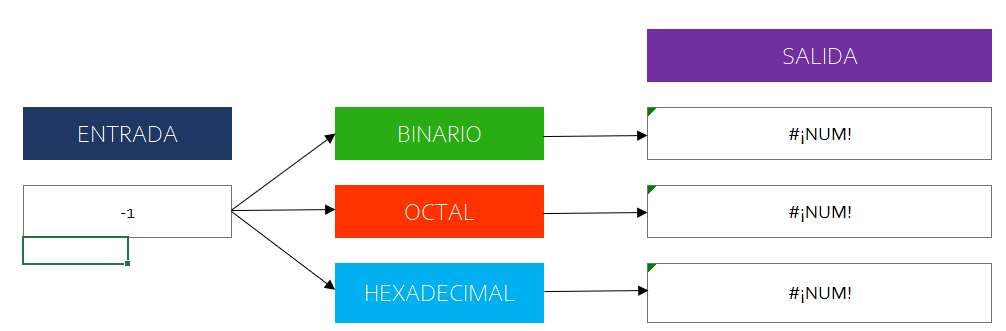 SALIDA
ENTRADA
BINARIO
#¡NUM!
-1
OCTAL
#¡NUM!
HEXADECIMAL
#¡NUM!